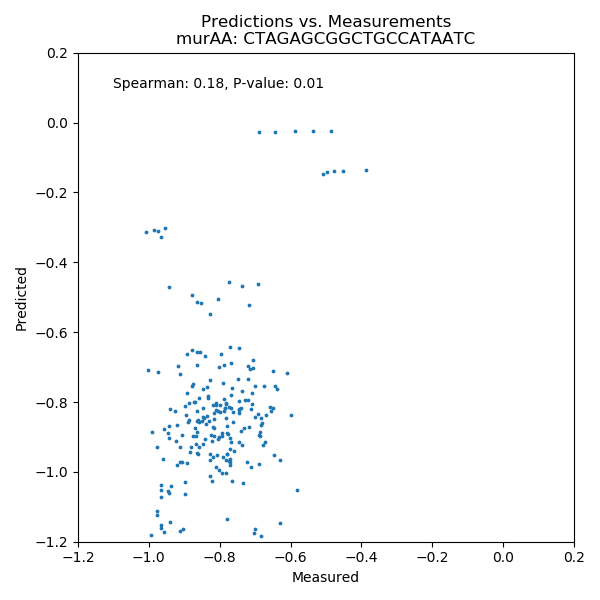 Predictions vs. Measurements
murAA: CTAGAGCGGCTGCCATAATC
Spearman: 0.18, P-value: 0.01
0.2
0.0
−0.2
−0.4
−0.6
−0.8
−1.0
−1.2
Predicted
−1.2 −1.0 −0.8 −0.6 −0.4 −0.2 0.0 0.2
Measured